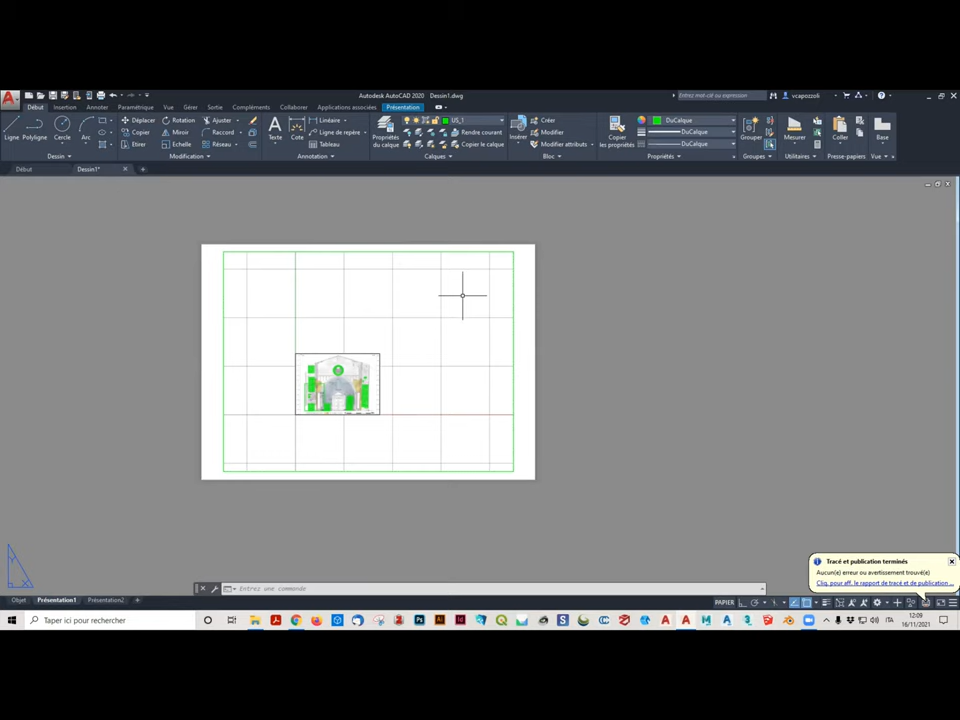 Autodesk AutoCAD 2020 Dessin1.dwg
Entrez mot-clé ou expression
vcapozzoli
Début Insertion Annoter Paramétrique Vue Gérer Sortie Compléments Collaborer Applications associées Présentation
Ligne Polyligne Cercle Arc
Déplacer Rotation Ajuster
Copier Miroir Raccord
Etirer Echelle Réseau
Texte Cote
Linéaire
Ligne de repère
Tableau
Propriétés du calque
US_1
Rendre courant
Copier le calque
Insérer
Créer
Modifier
Modifier attributs
Copier les propriétés
DuCalque
DuCalque
DuCalque
Grouper
Mesurer
Coller
Base
Dessin Modification Annotation Calques Bloc Propriétés Groupes Utilitaires Presse-papiers Vue
Début Dessin1*
Tracé et publication terminés
Aucun(e) erreur ou avertissement trouvé(e)
Cliq. pour aff. le rapport de tracé et de publication ...
Entrez une commande
Objet Présentation1 Présentation2
PAPIER
Taper ici pour rechercher
ITA
12:09
16/11/2021